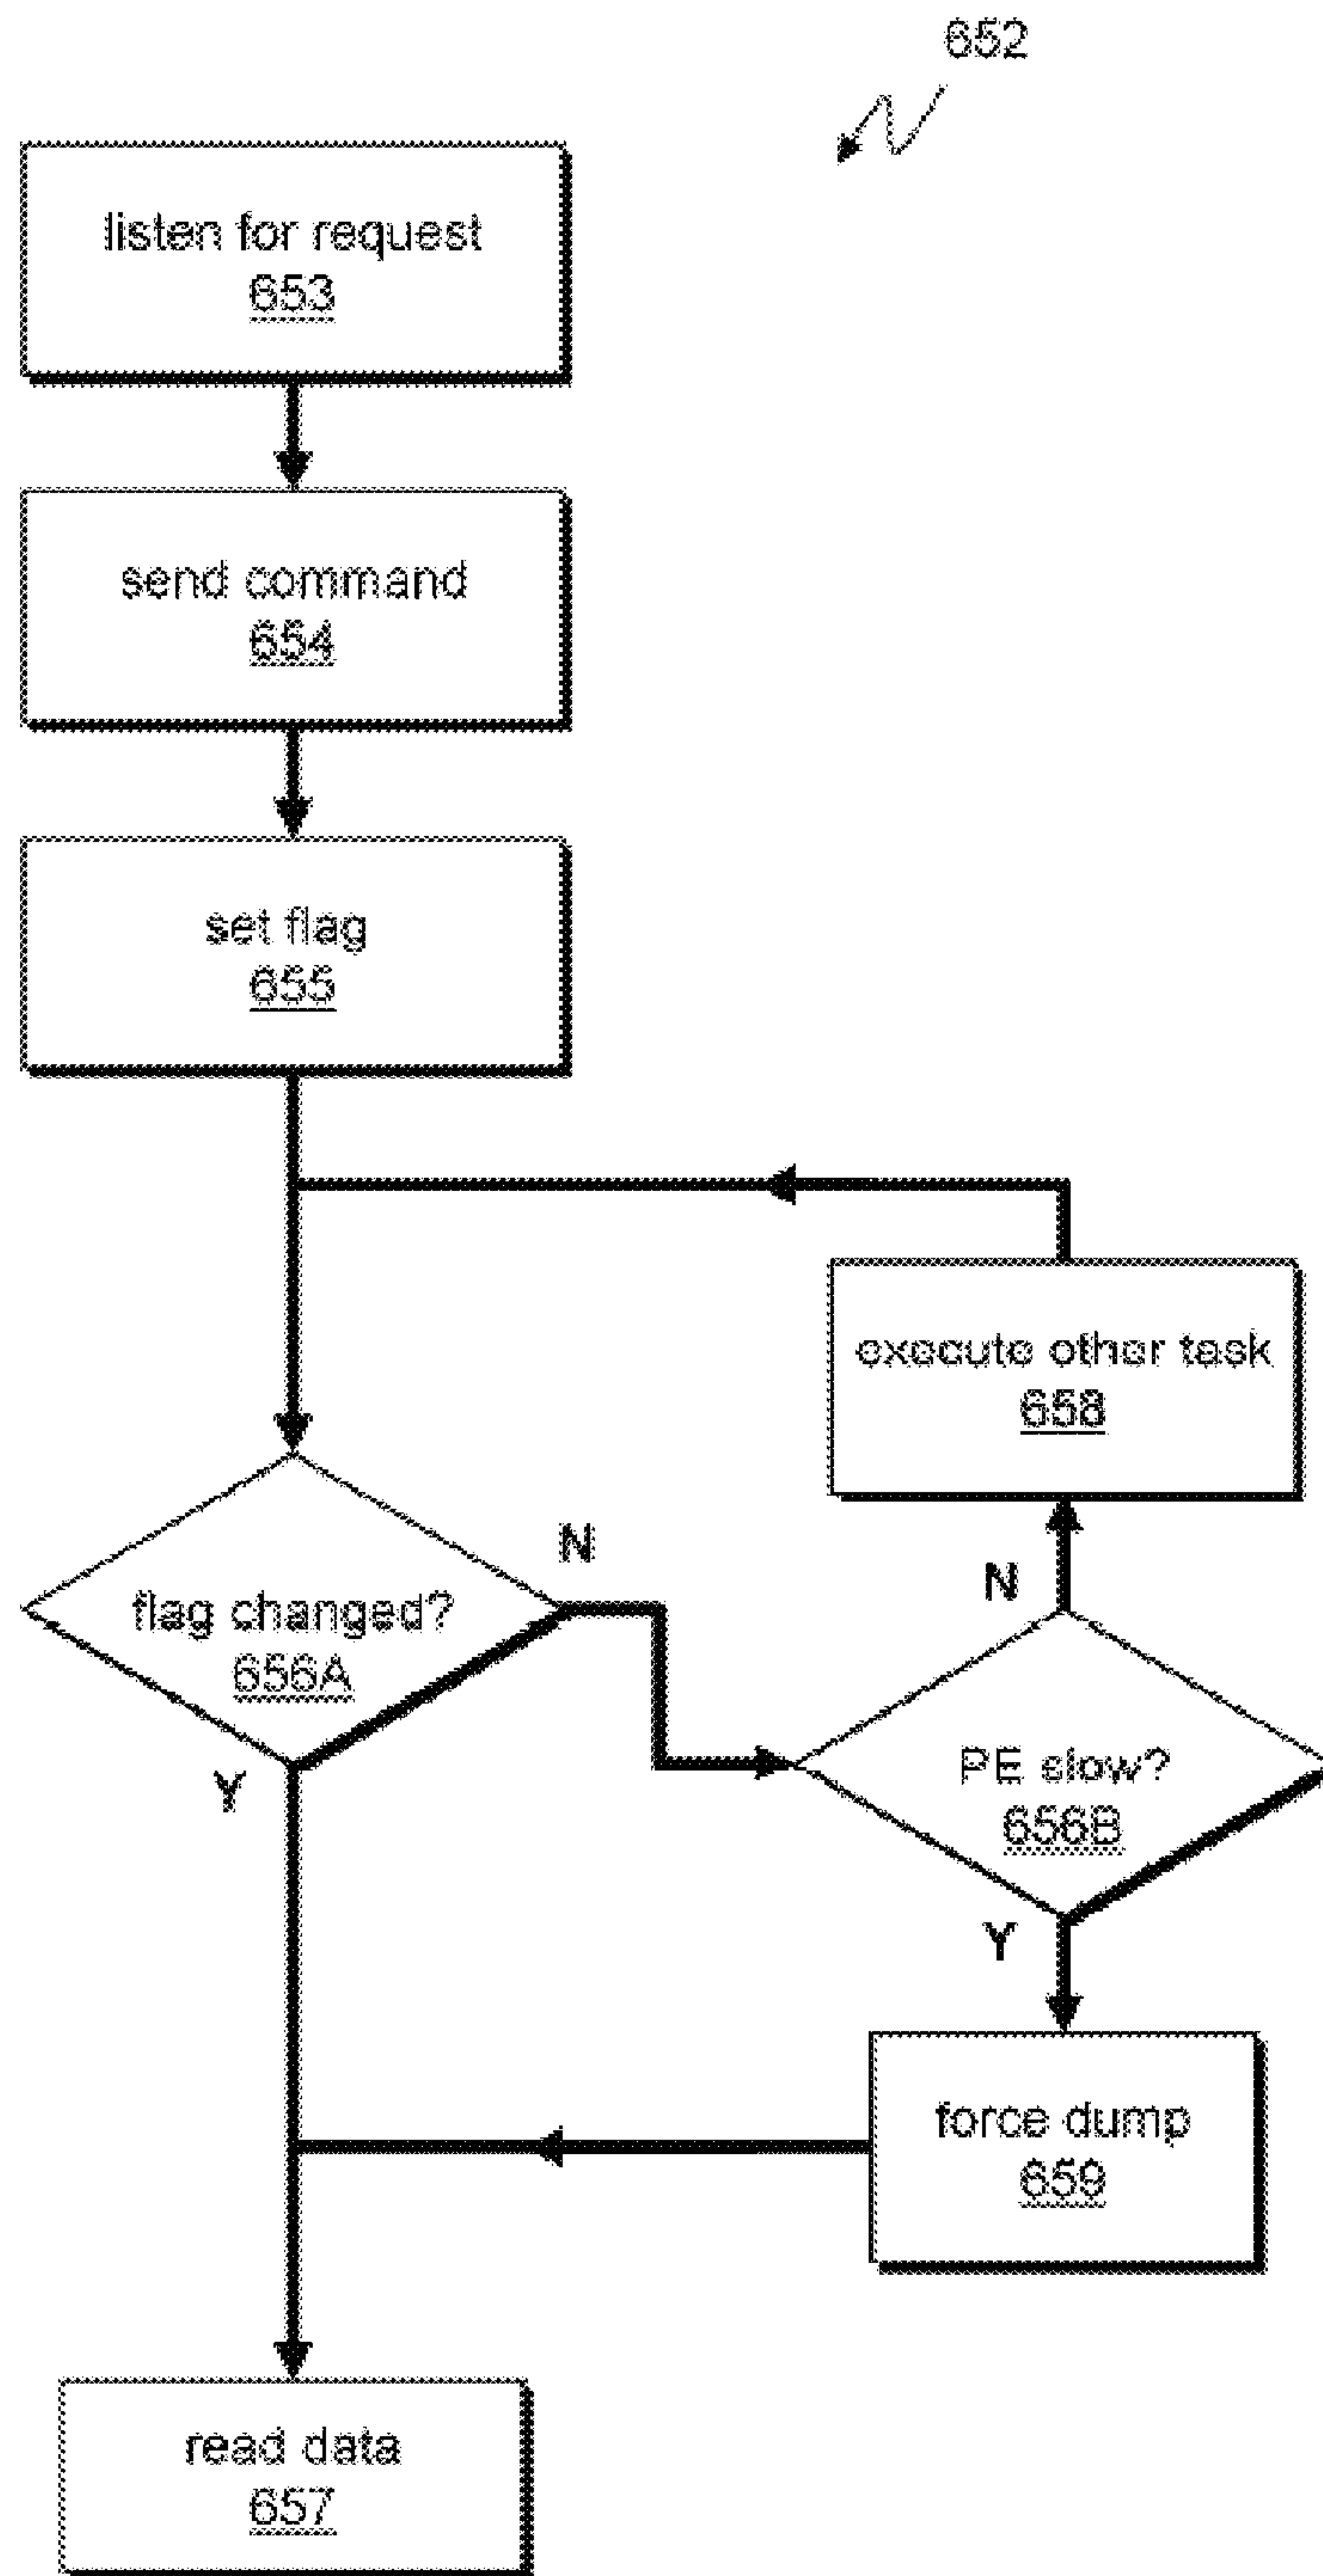 652
listen for request
653
send command
654
set flag
655
execute other task
658
flag changed?
656A
N
Y
N
PE slow?
656B
Y
force dump
659
read data
657